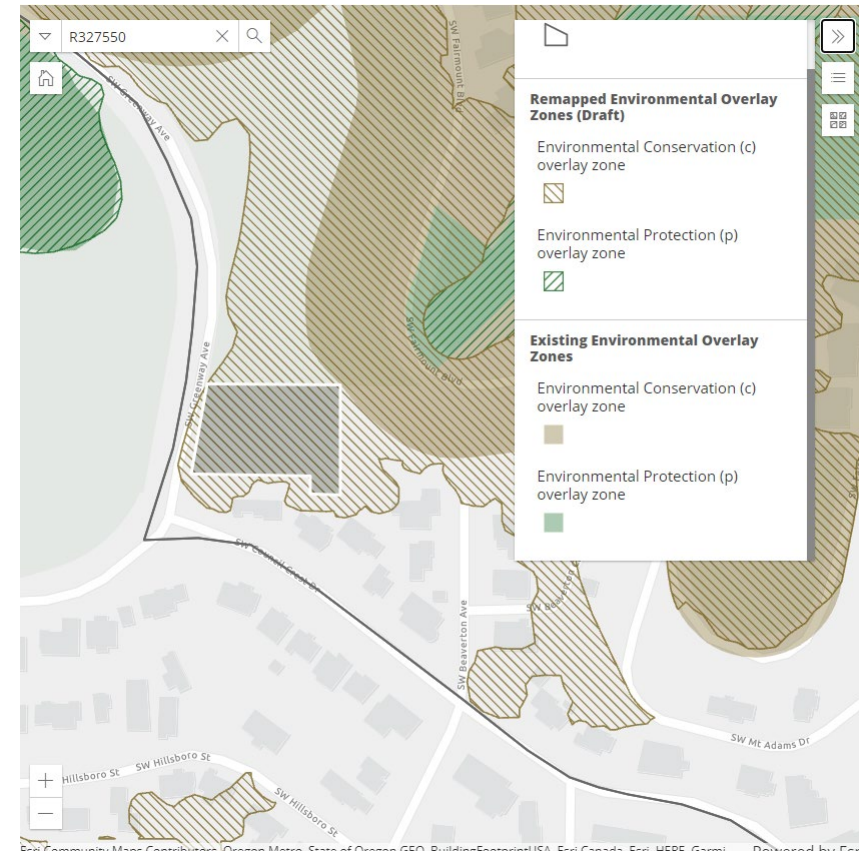 R327550
Remapped Environmental Overlay
Zones (Draft)
Environmental Conservation (c)
overlay zone
Environmental Protection (p)
overlay zone
Existing Environmental Overlay
Zones
Environmental Conservation (c)
overlay zone
Environmental Protection (p)
overlay zone
SW Greenway Ave
SW Fairmount Blvd
SW Fairmount Blvd
SW Greenway Ave
SW Council Crest Dr
SW Beaverton Ave
SW Mt Adams Dr
Hillsboro St
SW Hillsboro St
SW Hillsboro St
Esri Community Maps Contributors, Oregon Metro, State of Oregon GEO, BuildingFootprintUSA, Esri Canada, Esri, HERE, Garmi...
Powered by Esr